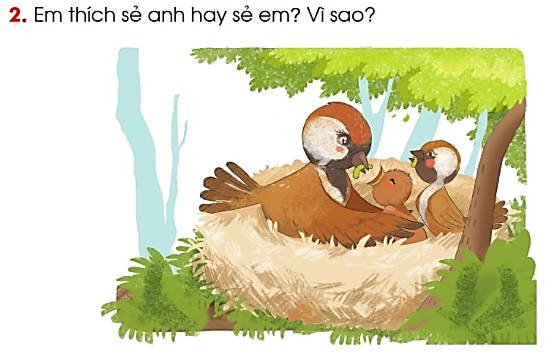 2. Em thích sẻ anh hay sẻ em? Vì sao?